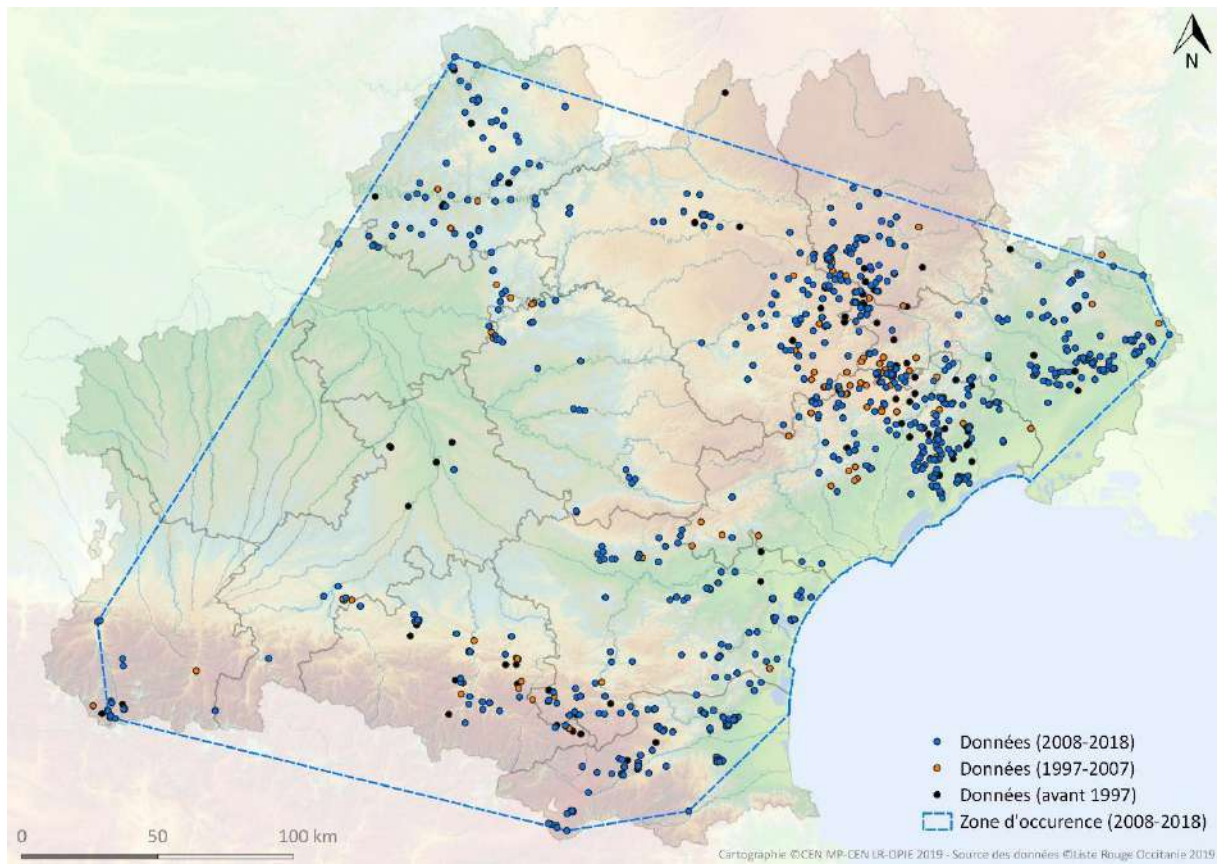 N
Données (2008-2018)
Données (1997-2007)
Données (avant 1997)
Zone d'occurence (2008-2018)
0 50 100 km
Cartographie ©CEN MP-CEN LR-OPIE 2019 - Source des données ©Liste Rouge Occitanie 2019